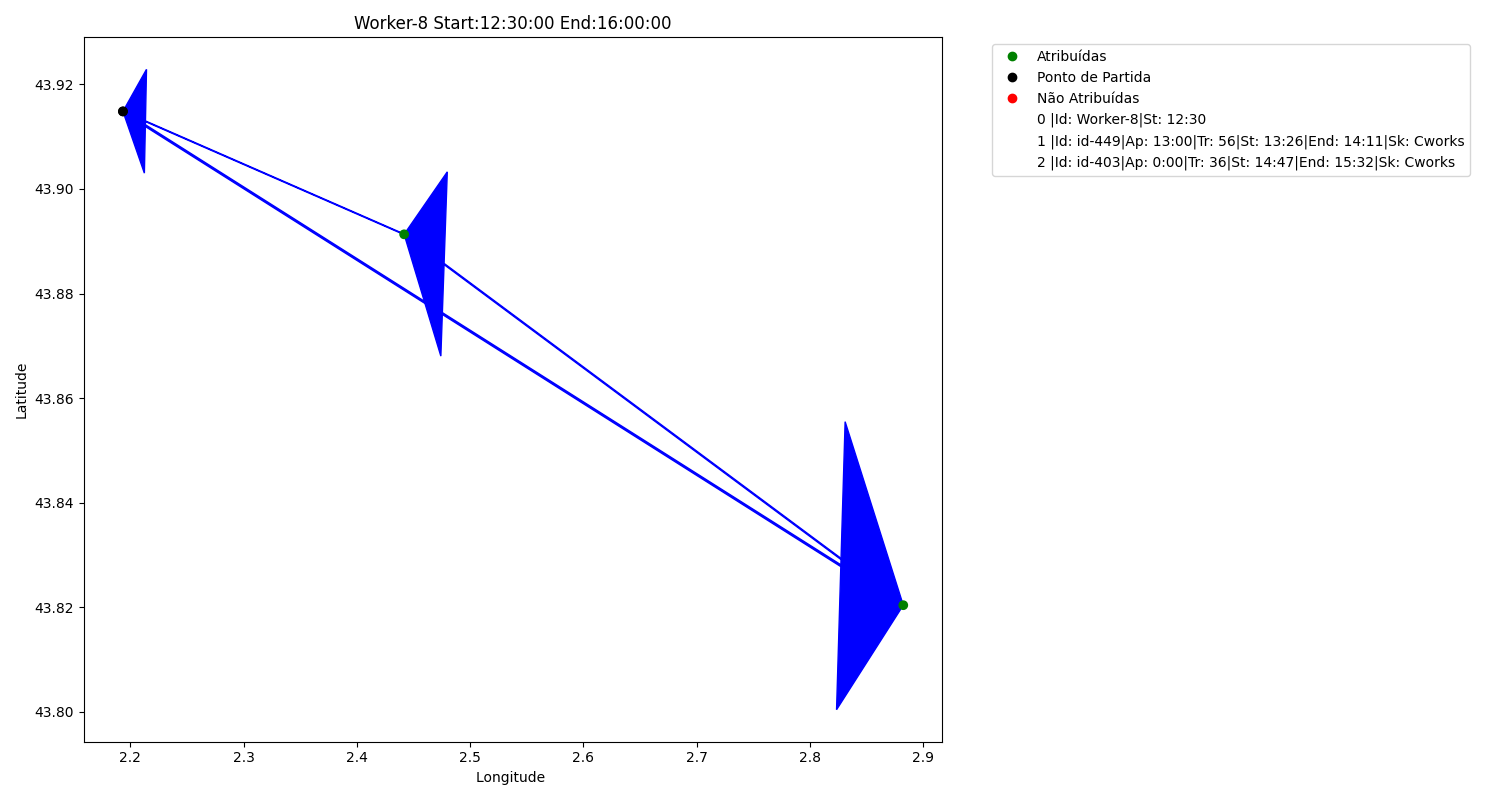 Worker-8 Start:12:30:00 End:16:00:00
43.92
43.90
43.88
43.86
43.84
43.82
43.80
Latitude
2.2 2.3 2.4 2.5 2.6 2.7 2.8 2.9
Longitude
Atribuídas
Ponto de Partida
Não Atribuídas
0 |Id: Worker-8|St: 12:30
1 |Id: id-449|Ap: 13:00|Tr: 56|St: 13:26|End: 14:11|Sk: Cworks
2 |Id: id-403|Ap: 0:00|Tr: 36|St: 14:47|End: 15:32|Sk: Cworks